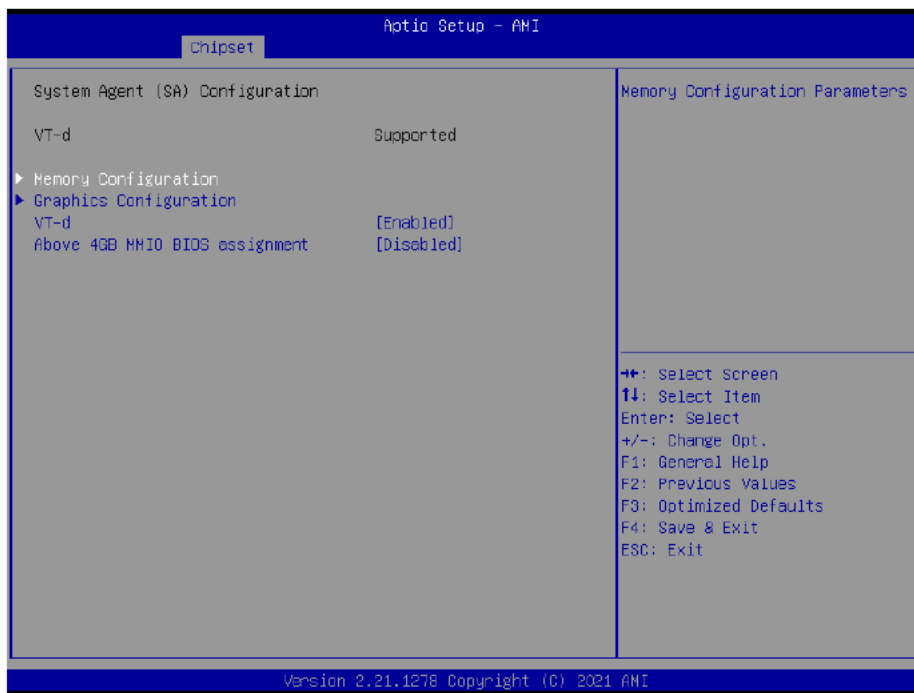 Aptio Setup - AMI
Chipset
System Agent (SA) Configuration
VT-d Supported
Memory Configuration
Graphics Configuration
VT-d [Enabled]
Above 4GB MMIO BIOS assignment [Disabled]
Memory Configuration Parameters
→←: Select Screen
↑↓: Select Item
Enter: Select
+/-: Change Opt.
F1: General Help
F2: Previous Values
F3: Optimized Defaults
F4: Save & Exit
ESC: Exit
Version 2.21.1278 Copyright (C) 2021 AMI